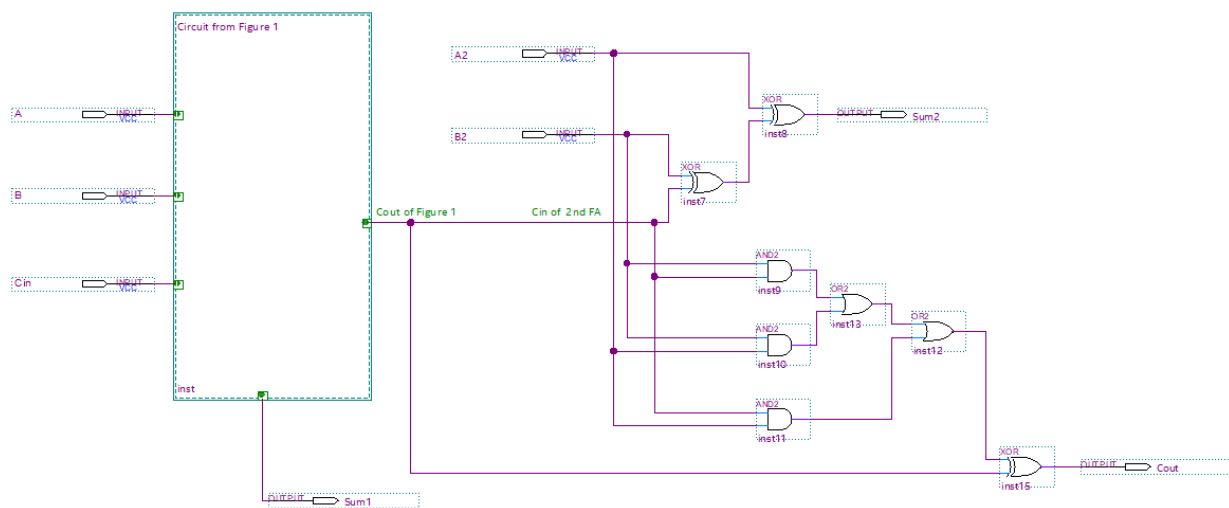 Circuit from Figure 1
A2
INPUT
VCC
XOR
A
INPUT
VCC
inst8
OUTPUT
Sum2
B2
INPUT
VCC
XOR
B
INPUT
VCC
inst7
Cout of Figure 1
Cin of 2nd FA
AND2
inst9
Cin
INPUT
VCC
OR2
inst13
OR2
inst12
AND2
inst10
inst
AND2
inst11
XOR
inst15
OUTPUT
Cout
OUTPUT
Sum1